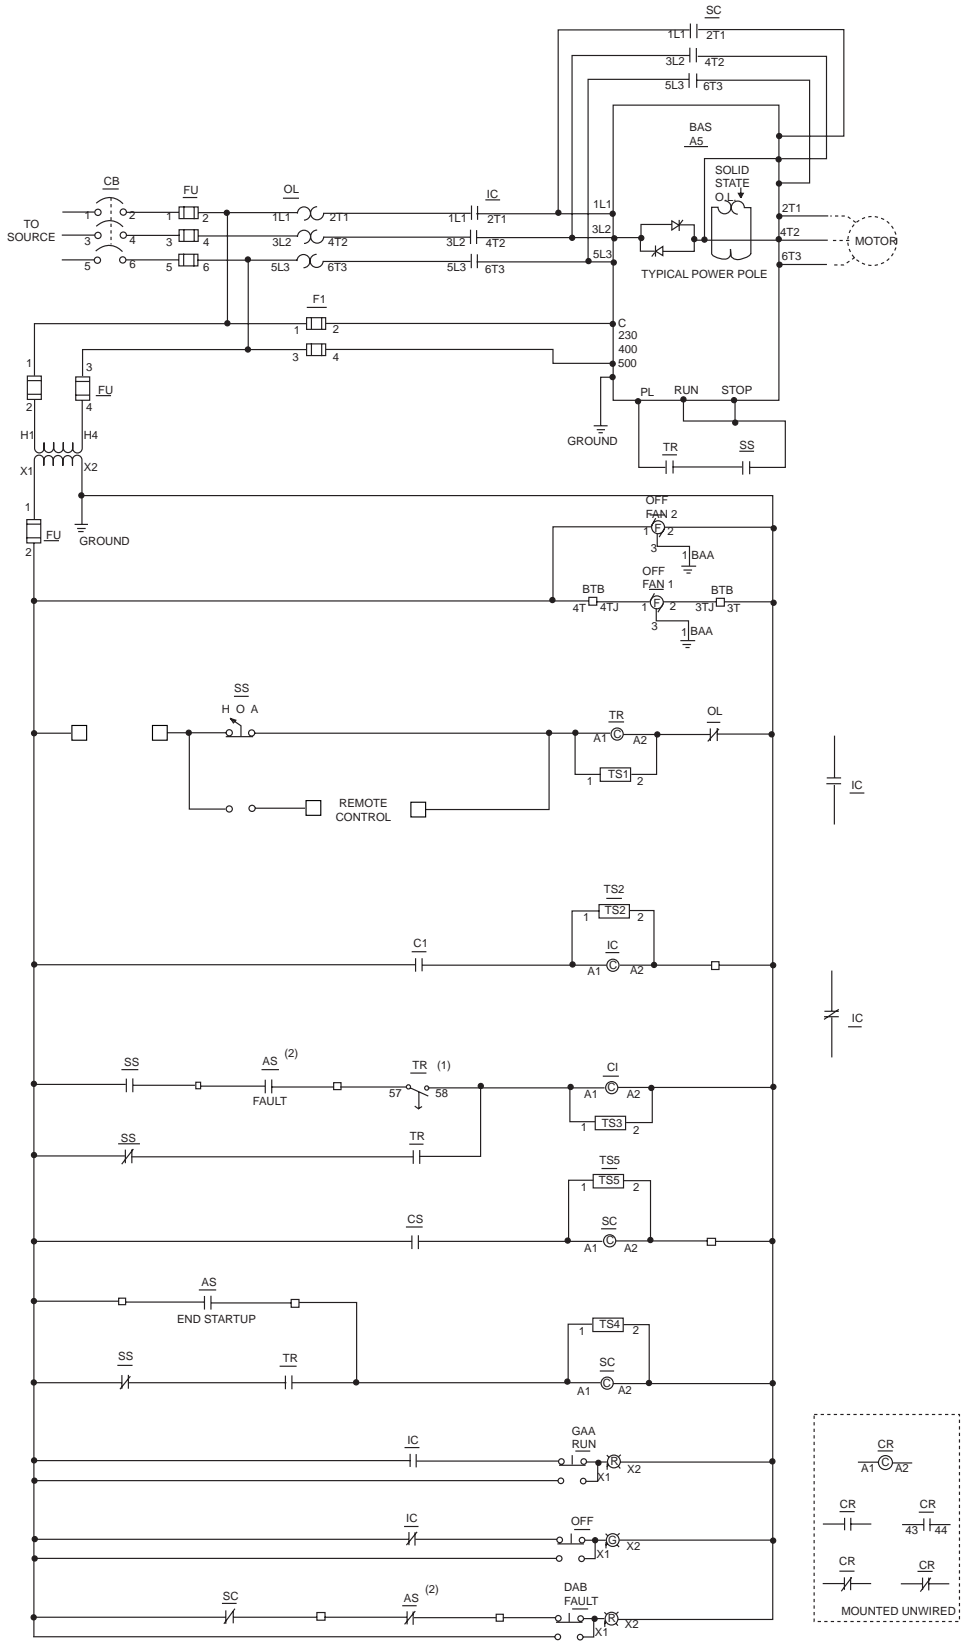 SC
1L1 2T1
3L2 4T2
5L3 6T3
BAS
A5
SOLID
STATE
O.L.
CB
FU
OL
IC
1 2 1 2 1L1 2T1 1L1 2T1 1L1
TO
SOURCE
3 4 3 4 3L2 4T2 3L2 4T2 3L2
5 6 5 6 5L3 6T3 5L3 6T3 5L3
2T1
4T2
6T3
MOTOR
TYPICAL POWER POLE
F1
1 2
3 4
C
230
400
500
1 3
FU
2 4
H1 H4
X1 X2
GROUND
PL RUN STOP
TR SS
1
FU
2
GROUND
OFF
FAN 2
1 F 2
3
1 BAA
OFF
FAN 1
BTB
4T 4TJ
1 F 2
BTB
3TJ 3T
3
1 BAA
SS
H O A
TR
A1 C A2
OL
1 TS1 2
REMOTE
CONTROL
IC
TS2
1 TS2 2
C1
IC
A1 C A2
IC
SS
AS (2)
FAULT
TR (1)
57 58
CI
A1 C A2
1 TS3 2
SS
TR
TS5
1 TS5 2
CS
SC
A1 C A2
AS
END STARTUP
1 TS4 2
SS
TR
SC
A1 C A2
IC
GAA
RUN
X1 R X2
IC
OFF
X1 G X2
SC
AS (2)
DAB
FAULT
X1 R X2
CR
A1 C A2
CR
CR
43 44
CR
CR
MOUNTED UNWIRED